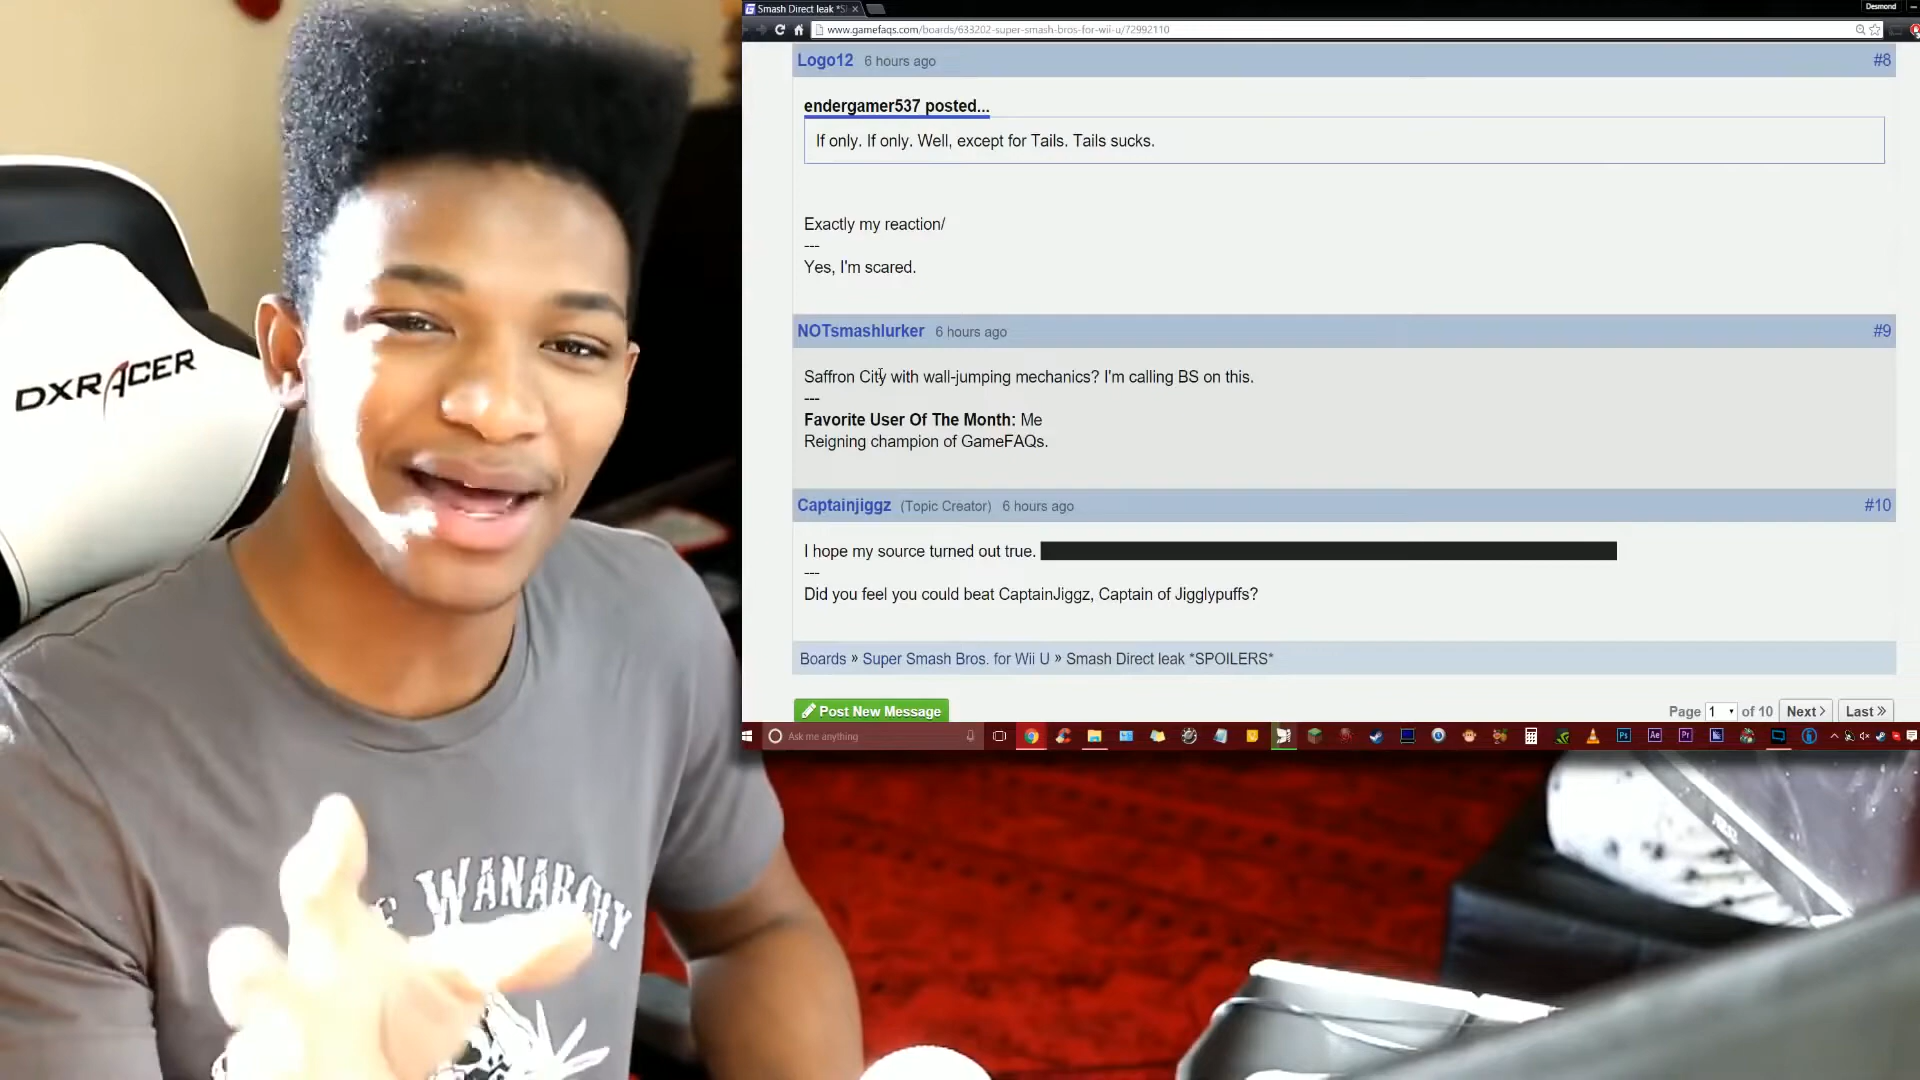 Smash Direct leak *S
Desmond
www.gamefaqs.com/boards/633202-super-smash-bros-for-wii-u/72992110
Logo12 6 hours ago #8
endergamer537 posted...
If only. If only. Well, except for Tails. Tails sucks.
Exactly my reaction/
---
Yes, I'm scared.
NOTsmashlurker 6 hours ago #9
Saffron City with wall-jumping mechanics? I'm calling BS on this.
---
Favorite User Of The Month: Me
Reigning champion of GameFAQs.
Captainjiggz (Topic Creator) 6 hours ago #10
I hope my source turned out true.
---
Did you feel you could beat CaptainJiggz, Captain of Jigglypuffs?
Boards » Super Smash Bros. for Wii U » Smash Direct leak *SPOILERS*
Post New Message
Page 1 of 10 Next > Last »
Ask me anything
Ps Ae Pr
DXRACER
WANARCHY